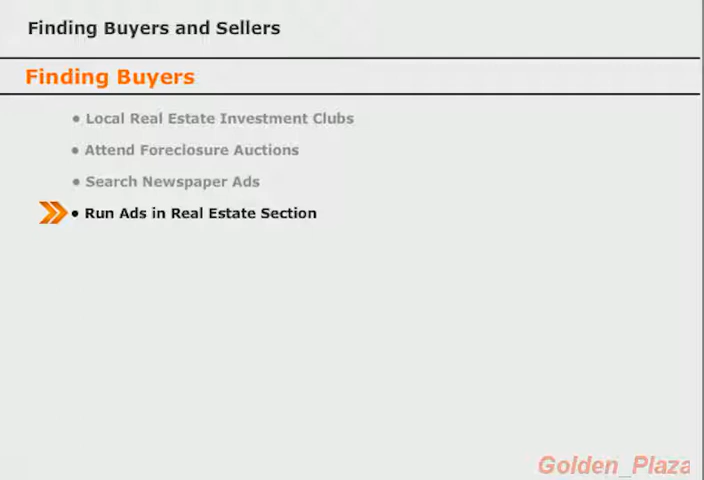 Finding Buyers and Sellers
Finding Buyers
• Local Real Estate Investment Clubs
• Attend Foreclosure Auctions
• Search Newspaper Ads
• Run Ads in Real Estate Section
Golden_Plaza